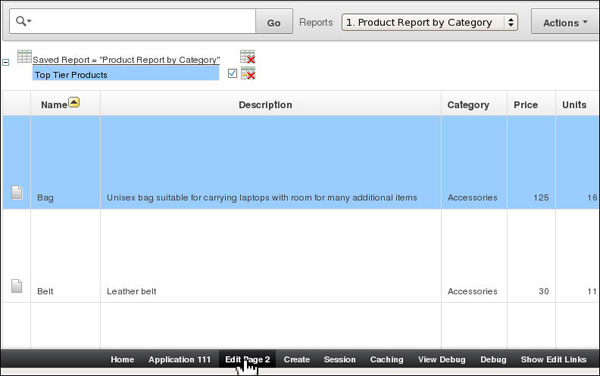 Go Reports 1. Product Report by Category Actions
Saved Report = "Product Report by Category"
Top Tier Products
Name Description Category Price Units
Bag Unisex bag suitable for carrying laptops with room for many additional items Accessories 125 16
Belt Leather belt Accessories 30 11
Home Application 111 Edit Page 2 Create Session Caching View Debug Debug Show Edit Links